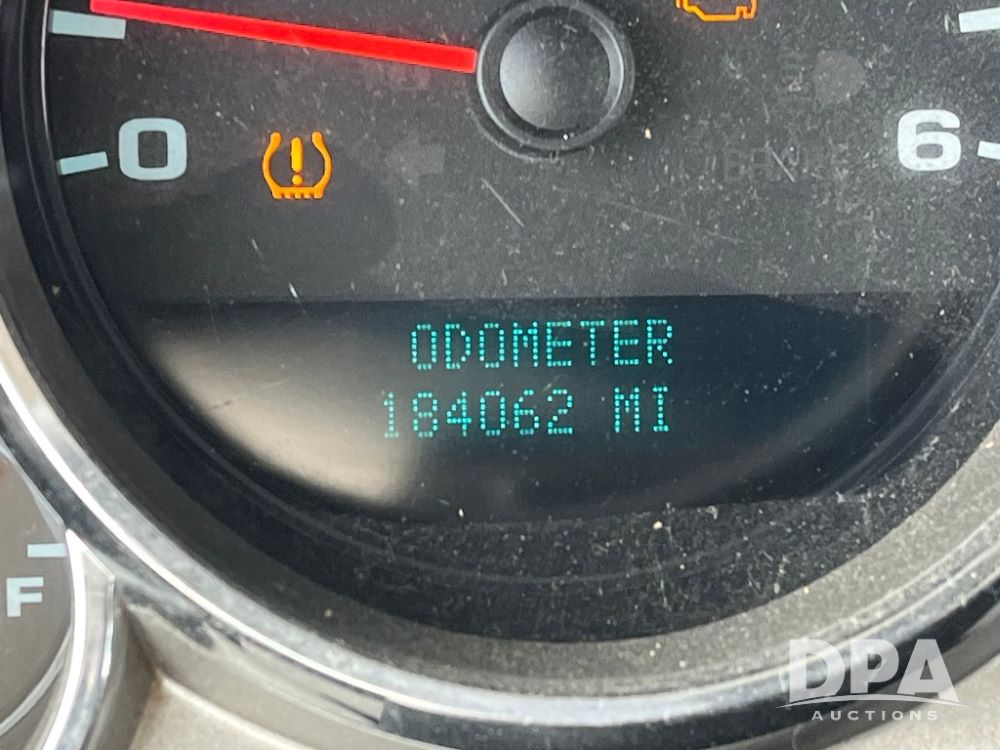 0
6
ODOMETER
184062 MI
F
DPA
AUCTIONS